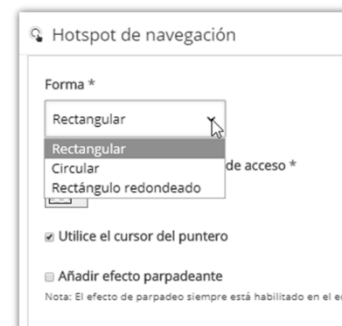 Hotspot de navegación
Forma *
Rectangular
Rectangular
Circular
Rectángulo redondeado
de acceso *
Utilice el cursor del puntero
Añadir efecto parpadeante
Nota: El efecto de parpadeo siempre está habilitado en el